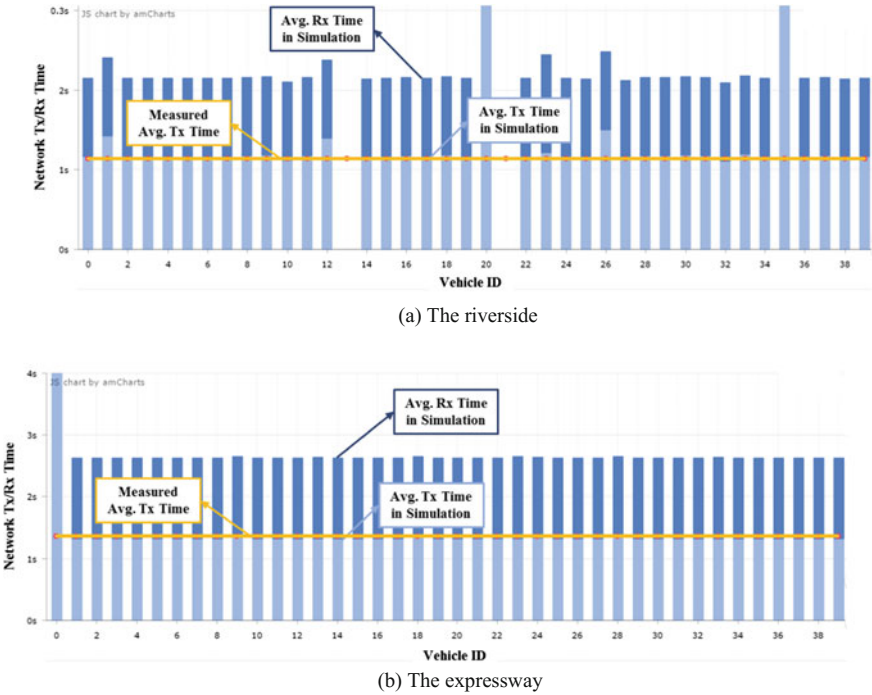 0.3s
JS chart by amCharts
Avg. Rx Time
in Simulation
2s
Measured
Avg. Tx Time
Avg. Tx Time
in Simulation
1s
0s
Network Tx/Rx Time
0 2 4 6 8 10 12 14 16 18 20 22 24 26 28 30 32 34 36 38
Vehicle ID
(a) The riverside
4s
JS chart by amCharts
Avg. Rx Time
in Simulation
3s
2s
Measured
Avg. Tx Time
Avg. Tx Time
in Simulation
1s
0s
Network Tx/Rx Time
0 2 4 6 8 10 12 14 16 18 20 22 24 26 28 30 32 34 36 38
Vehicle ID
(b) The expressway